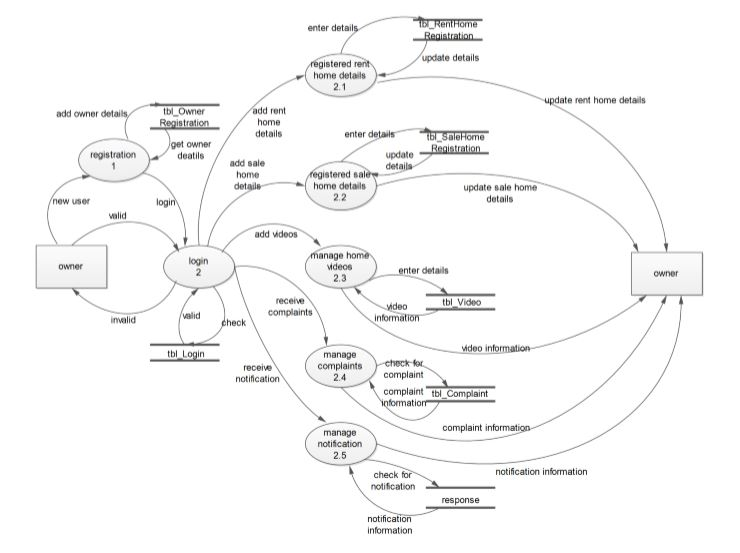 enter details
tbl_RentHome
Registration
update details
registered rent
home details
2.1
update rent home details
add owner details
tbl_Owner
Registration
get owner
deatils
add rent
home
details
enter details
tbl_SaleHome
Registration
update
details
registration
1
add sale
home
details
registered sale
home details
2.2
update sale home
details
new user
login
valid
add videos
owner
login
2
manage home
videos
2.3
enter details
owner
tbl_Video
video
information
receive
complaints
invalid
valid
check
tbl_Login
video information
manage
complaints
2.4
check for
complaint
complaint
information
tbl_Complaint
receive
notification
complaint information
manage
notification
2.5
notification information
check for
notification
response
notification
information